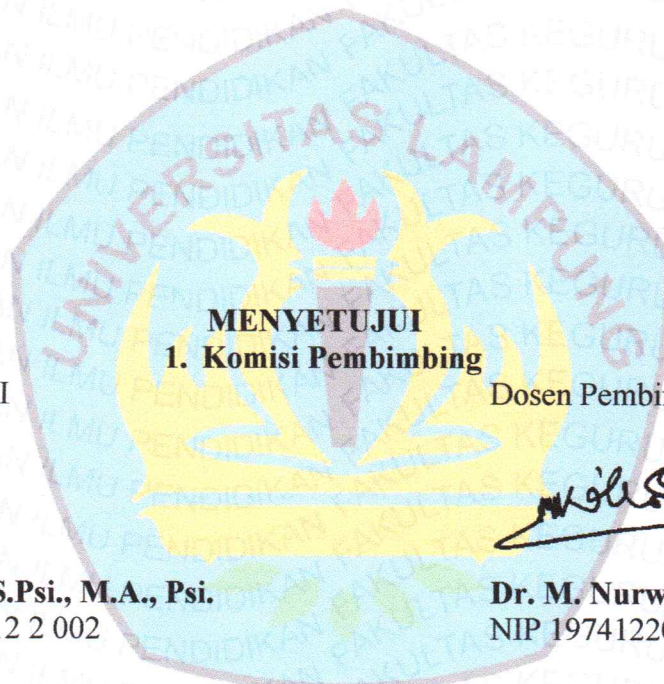 UNIVERSITAS LAMPUNG
MENYETUJUI
1. Komisi Pembimbing
I
Dosen Pembi
S.Psi., M.A., Psi.
Dr. M. Nurw
2 2 002
NIP 1974122